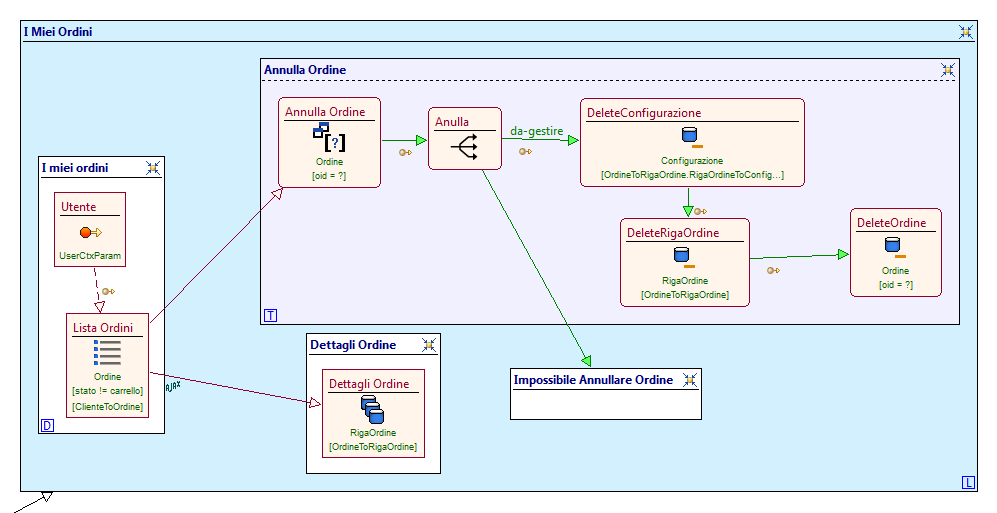 I Miei Ordini
Annulla Ordine
Annulla Ordine
Ordine
[oid = ?]
[?]
Anulla
da-gestire
DeleteConfigurazione
Configurazione
[OrdineToRigaOrdine.RigaOrdineToConfig...]
I miei ordini
Utente
UserCtxParam
DeleteRigaOrdine
RigaOrdine
[OrdineToRigaOrdine]
DeleteOrdine
Ordine
[oid = ?]
T
Lista Ordini
Ordine
[stato != carrello]
[ClienteToOrdine]
D
AJAX
Dettagli Ordine
Dettagli Ordine
RigaOrdine
[OrdineToRigaOrdine]
Impossibile Annullare Ordine
L